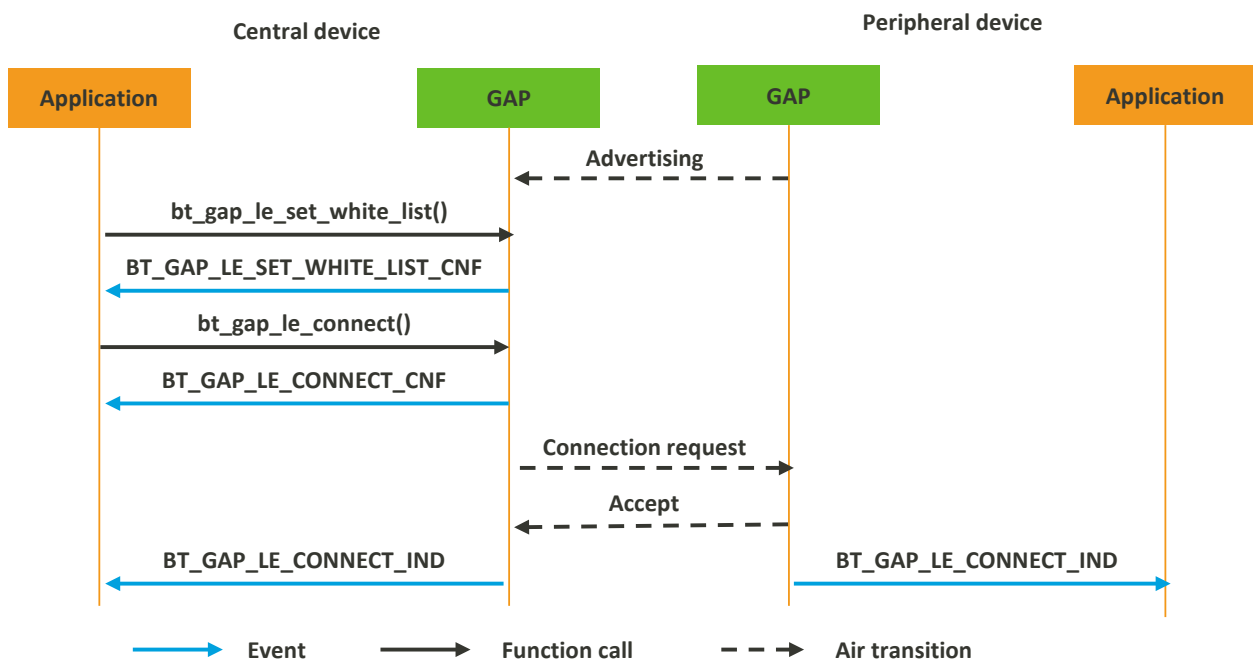 Central device
Peripheral device
Application
GAP
GAP
Application
Advertising
bt_gap_le_set_white_list()
BT_GAP_LE_SET_WHITE_LIST_CNF
bt_gap_le_connect()
BT_GAP_LE_CONNECT_CNF
Connection request
Accept
BT_GAP_LE_CONNECT_IND
BT_GAP_LE_CONNECT_IND
Event
Function call
Air transition